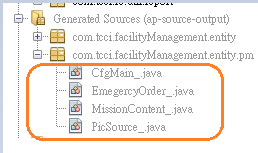 Generated Sources (ap-source-output)
com.tcci.facilityManagement.entity
com.tcci.facilityManagement.entity.pm
CfgMain_.java
EmegercyOrder_.java
MissionContent_.java
PicSource_.java